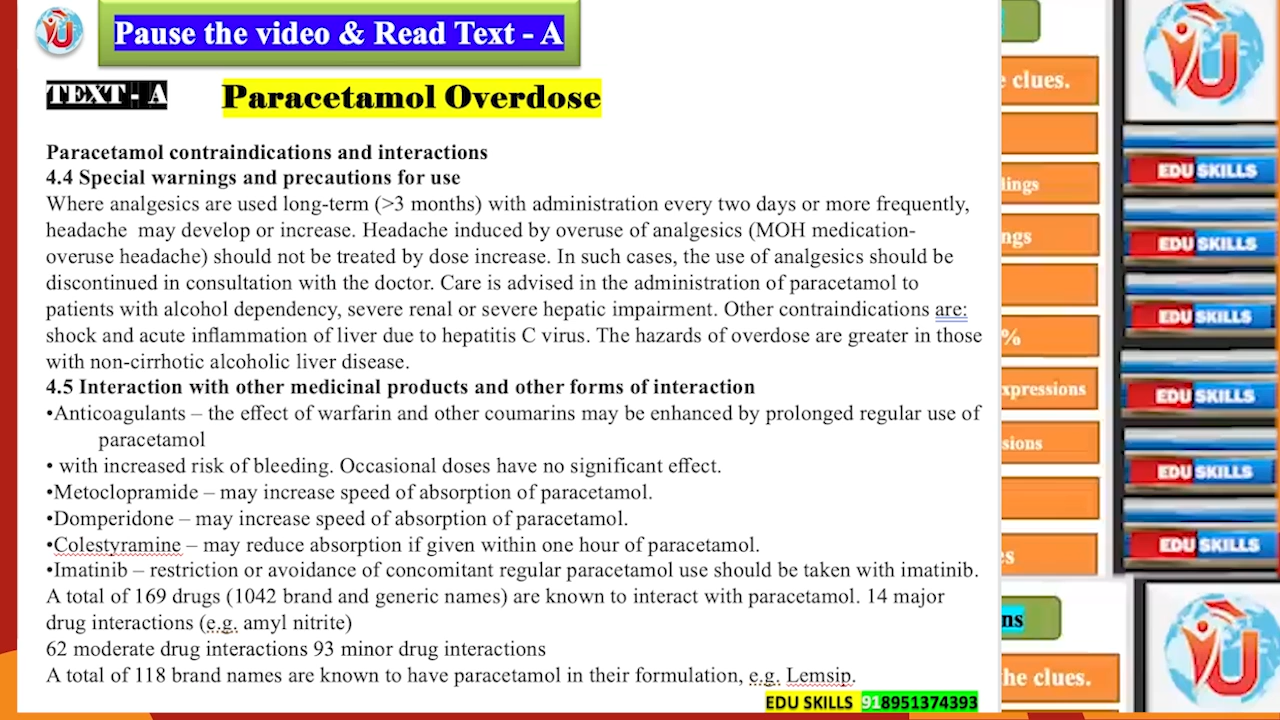 Pause the video & Read Text - A
TEXT - A
Paracetamol Overdose
Paracetamol contraindications and interactions
4.4 Special warnings and precautions for use
Where analgesics are used long-term (>3 months) with administration every two days or more frequently,
headache may develop or increase. Headache induced by overuse of analgesics (MOH medication-
overuse headache) should not be treated by dose increase. In such cases, the use of analgesics should be
discontinued in consultation with the doctor. Care is advised in the administration of paracetamol to
patients with alcohol dependency, severe renal or severe hepatic impairment. Other contraindications are:
shock and acute inflammation of liver due to hepatitis C virus. The hazards of overdose are greater in those
with non-cirrhotic alcoholic liver disease.
4.5 Interaction with other medicinal products and other forms of interaction
•Anticoagulants – the effect of warfarin and other coumarins may be enhanced by prolonged regular use of
paracetamol
• with increased risk of bleeding. Occasional doses have no significant effect.
•Metoclopramide – may increase speed of absorption of paracetamol.
•Domperidone – may increase speed of absorption of paracetamol.
•Colestyramine – may reduce absorption if given within one hour of paracetamol.
•Imatinib – restriction or avoidance of concomitant regular paracetamol use should be taken with imatinib.
A total of 169 drugs (1042 brand and generic names) are known to interact with paracetamol. 14 major
drug interactions (e.g. amyl nitrite)
62 moderate drug interactions 93 minor drug interactions
A total of 118 brand names are known to have paracetamol in their formulation, e.g. Lemsip.
EDU SKILLS 918951374393
clues.
%
he clues.
EDU SKILLS
EDU SKILLS
EDU SKILLS
EDU SKILLS
EDU SKILLS
EDU SKILLS